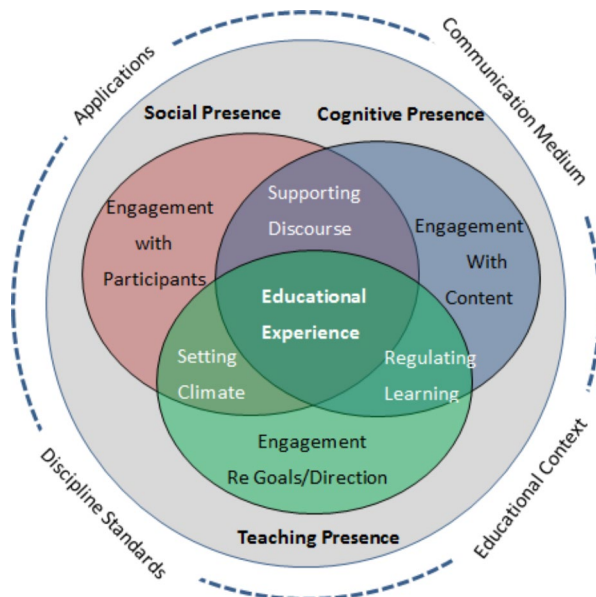 Applications
Communication Medium
Social Presence
Cognitive Presence
Supporting
Discourse
Engagement
with
Participants
Engagement
With
Content
Educational
Experience
Setting
Climate
Regulating
Learning
Engagement
Re Goals/Direction
Teaching Presence
Discipline Standards
Educational Context